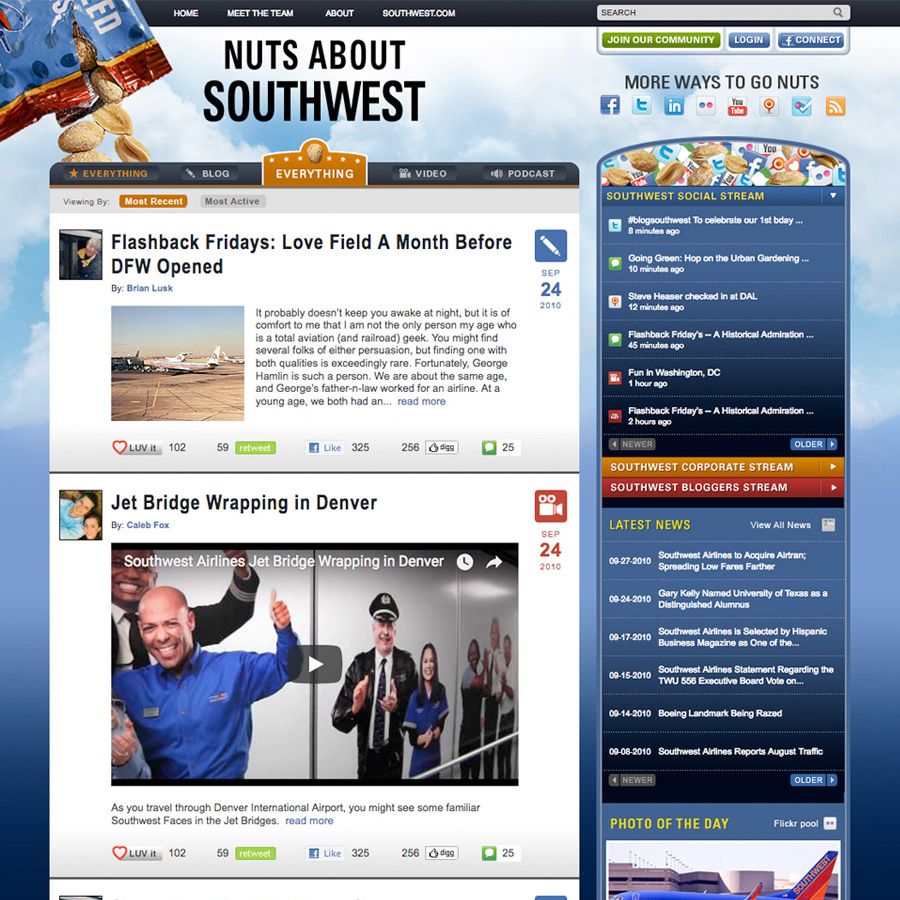 HOME MEET THE TEAM ABOUT SOUTHWEST.COM
SEARCH
JOIN OUR COMMUNITY LOGIN CONNECT
NUTS ABOUT
SOUTHWEST
MORE WAYS TO GO NUTS
You
Tube
EVERYTHING BLOG EVERYTHING VIDEO PODCAST
Viewing By: Most Recent Most Active
Flashback Fridays: Love Field A Month Before
DFW Opened
By: Brian Lusk
SEP
24
2010
It probably doesn't keep you awake at night, but it is of
comfort to me that I am not the only person my age who
is a total aviation (and railroad) geek. You might find
several folks of either persuasion, but finding one with
both qualities is exceedingly rare. Fortunately, George
Hamlin is such a person. We are about the same age,
and George's father-n-law worked for an airline. At a
young age, we both had an... read more
LUV it 102 59 retweet Like 325 256 digg 25
Jet Bridge Wrapping in Denver
By: Caleb Fox
SEP
24
2010
Southwest Airlines Jet Bridge Wrapping in Denver
As you travel through Denver International Airport, you might see some familiar
Southwest Faces in the Jet Bridges. read more
LUV it 102 59 retweet Like 325 256 digg 25
You
SOUTHWEST SOCIAL STREAM
#blogsouthwest To celebrate our 1st bday ...
8 minutes ago
Going Green: Hop on the Urban Gardening ...
10 minutes ago
Steve Heaser checked in at DAL
12 minutes ago
Flashback Friday's -- A Historical Admiration ...
45 minutes ago
Fun in Washington, DC
1 hour ago
Flashback Friday's -- A Historical Admiration ...
2 hours ago
NEWER OLDER
SOUTHWEST CORPORATE STREAM
SOUTHWEST BLOGGERS STREAM
LATEST NEWS View All News
09-27-2010 Southwest Airlines to Acquire Airtran;
Spreading Low Fares Farther
09-24-2010 Gary Kelly Named University of Texas as a
Distinguished Alumnus
09-17-2010 Southwest Airlines is Selected by Hispanic
Business Magazine as One of the...
09-15-2010 Southwest Airlines Statement Regarding the
TWU 556 Executive Board Vote on...
09-14-2010 Boeing Landmark Being Razed
09-08-2010 Southwest Airlines Reports August Traffic
NEWER OLDER
PHOTO OF THE DAY Flickr pool
SOUTHWEST